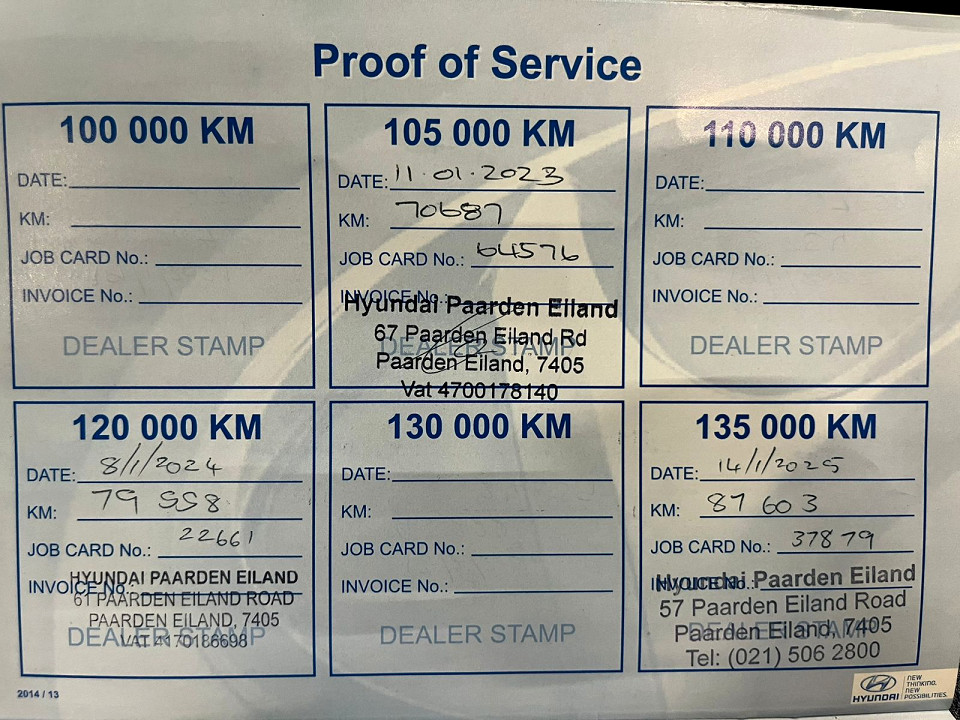 Proof of Service
100 000 KM
DATE:
KM:
JOB CARD No.:
INVOICE No.:
DEALER STAMP
105 000 KM
DATE: 11.01.2023
KM: 70687
JOB CARD No.: 64576
INVOICE No.:
Hyundai Paarden Eiland
67 Paarden Eiland Rd
DEALER STAMP
Paarden Eiland, 7405
Vat 4700178140
110 000 KM
DATE:
KM:
JOB CARD No.:
INVOICE No.:
DEALER STAMP
120 000 KM
DATE: 8/1/2024
KM: 79 558
JOB CARD No.: 22661
INVOICE No.:
HYUNDAI PAARDEN EILAND
61 PAARDEN EILAND ROAD
PAARDEN EILAND, 7405
DEALER STAMP
VAT 4170186698
130 000 KM
DATE:
KM:
JOB CARD No.:
INVOICE No.:
DEALER STAMP
135 000 KM
DATE: 14/1/2025
KM: 87 603
JOB CARD No.: 37879
INVOICE No.:
Hyundai Paarden Eiland
57 Paarden Eiland Road
DEALER STAMP
Paarden Eiland, 7405
Tel: (021) 506 2800
2014 / 13
HYUNDAI
NEW
THINKING.
NEW
POSSIBILITIES.